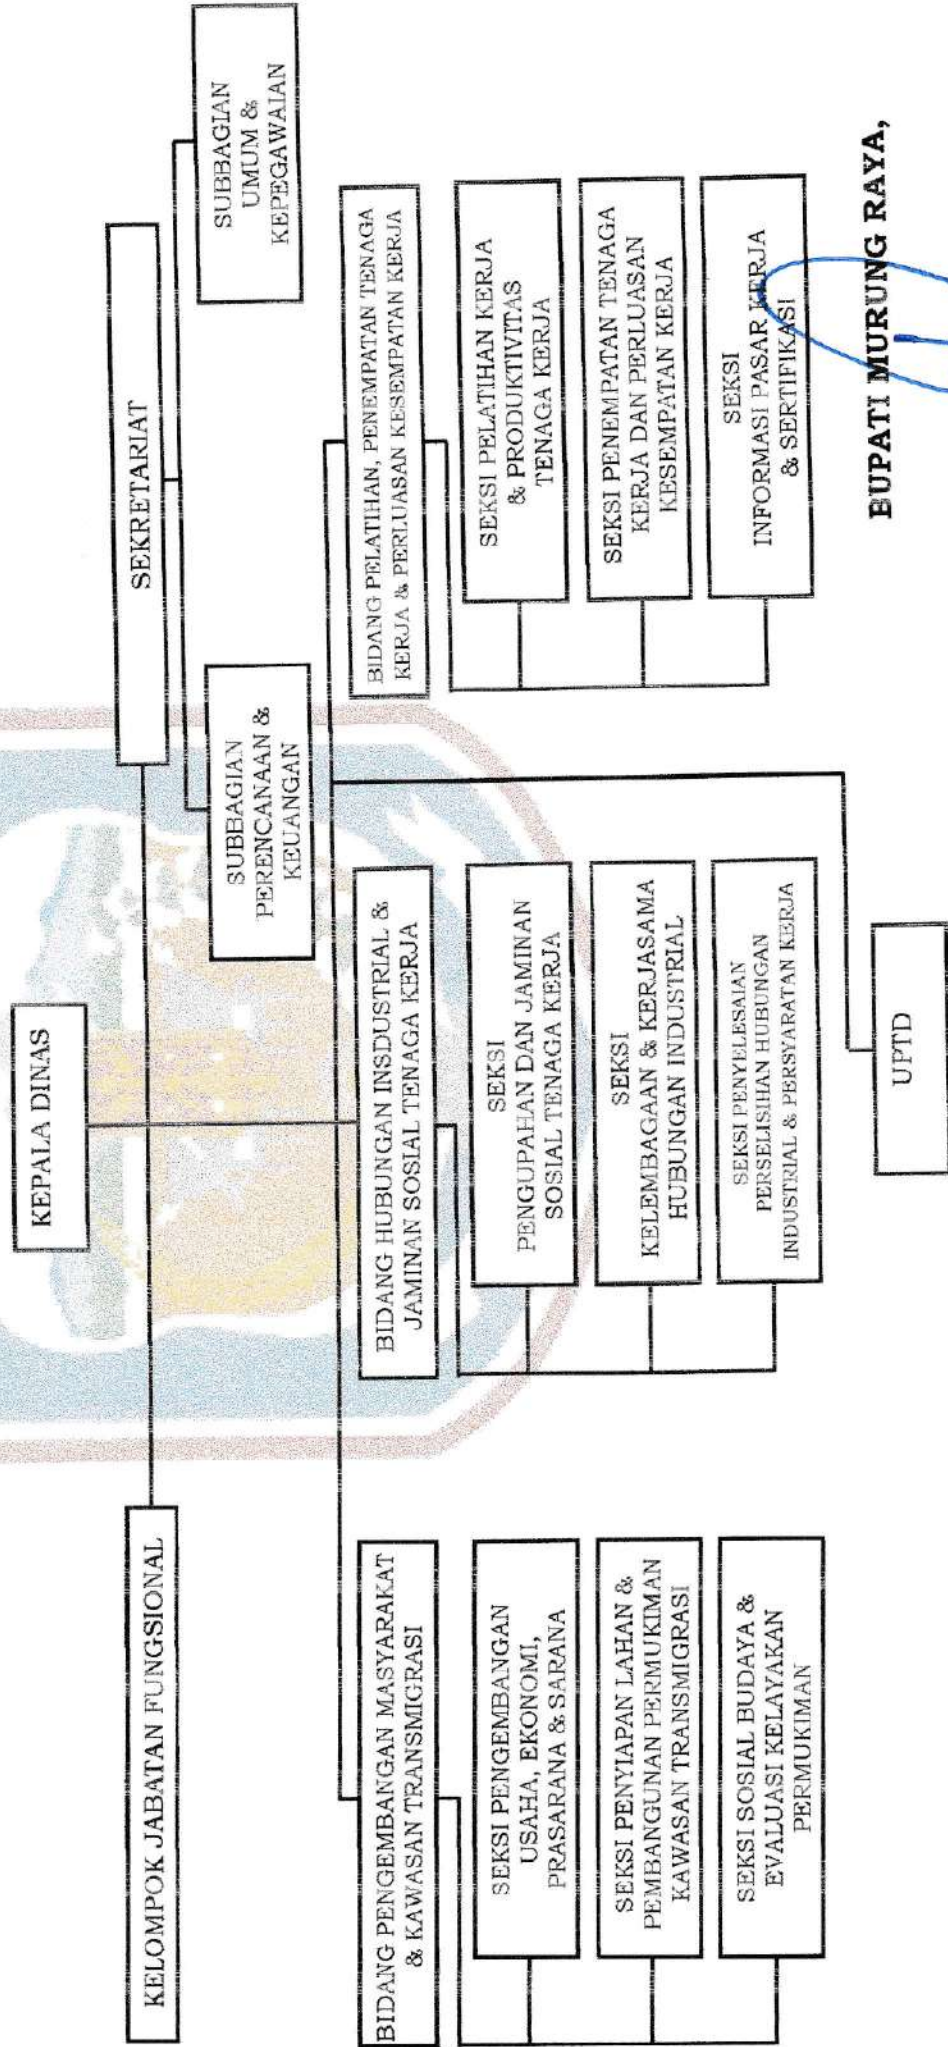 KEPALA DINAS
KELOMPOK JABATAN FUNGSIONAL
SEKRETARIAT
SUBBAGIAN
PERENCANAAN &
KEUANGAN
SUBBAGIAN
UMUM &
KEPEGAWAIAN
BIDANG PENGEMBANGAN MASYARAKAT
& KAWASAN TRANSMIGRASI
SEKSI PENGEMBANGAN
USAHA, EKONOMI,
PRASARANA & SARANA
SEKSI PENYIAPAN LAHAN &
PEMBANGUNAN PERMUKIMAN
KAWASAN TRANSMIGRASI
SEKSI SOSIAL BUDAYA &
EVALUASI KELAYAKAN
PERMUKIMAN
BIDANG HUBUNGAN INSDUSTRIAL &
JAMINAN SOSIAL TENAGA KERJA
SEKSI
PENGUPAHAN DAN JAMINAN
SOSIAL TENAGA KERJA
SEKSI
KELEMBAGAAN & KERJASAMA
HUBUNGAN INDUSTRIAL
SEKSI PENYELESAIAN
PERSELISIHAN HUBUNGAN
INDUSTRIAL & PERSYARATAN KERJA
BIDANG PELATIHAN, PENEMPATAN TENAGA
KERJA & PERLUASAN KESEMPATAN KERJA
SEKSI PELATIHAN KERJA
& PRODUKTIVITAS
TENAGA KERJA
SEKSI PENEMPATAN TENAGA
KERJA DAN PERLUASAN
KESEMPATAN KERJA
SEKSI
INFORMASI PASAR KERJA
& SERTIFIKASI
UPTD
BUPATI MURUNG RAYA,